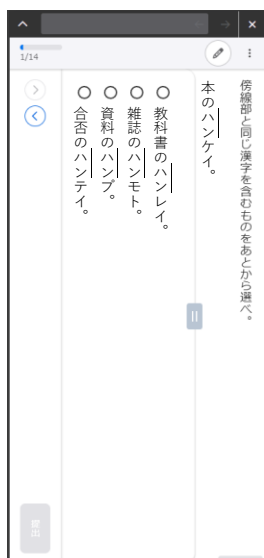 1/14
傍線部と同じ漢字を含むものをあとから選べ。
本のハンケイ。
教科書のハンレイ。
雑誌のハンモト。
資料のハンプ。
合否のハンテイ。
提出